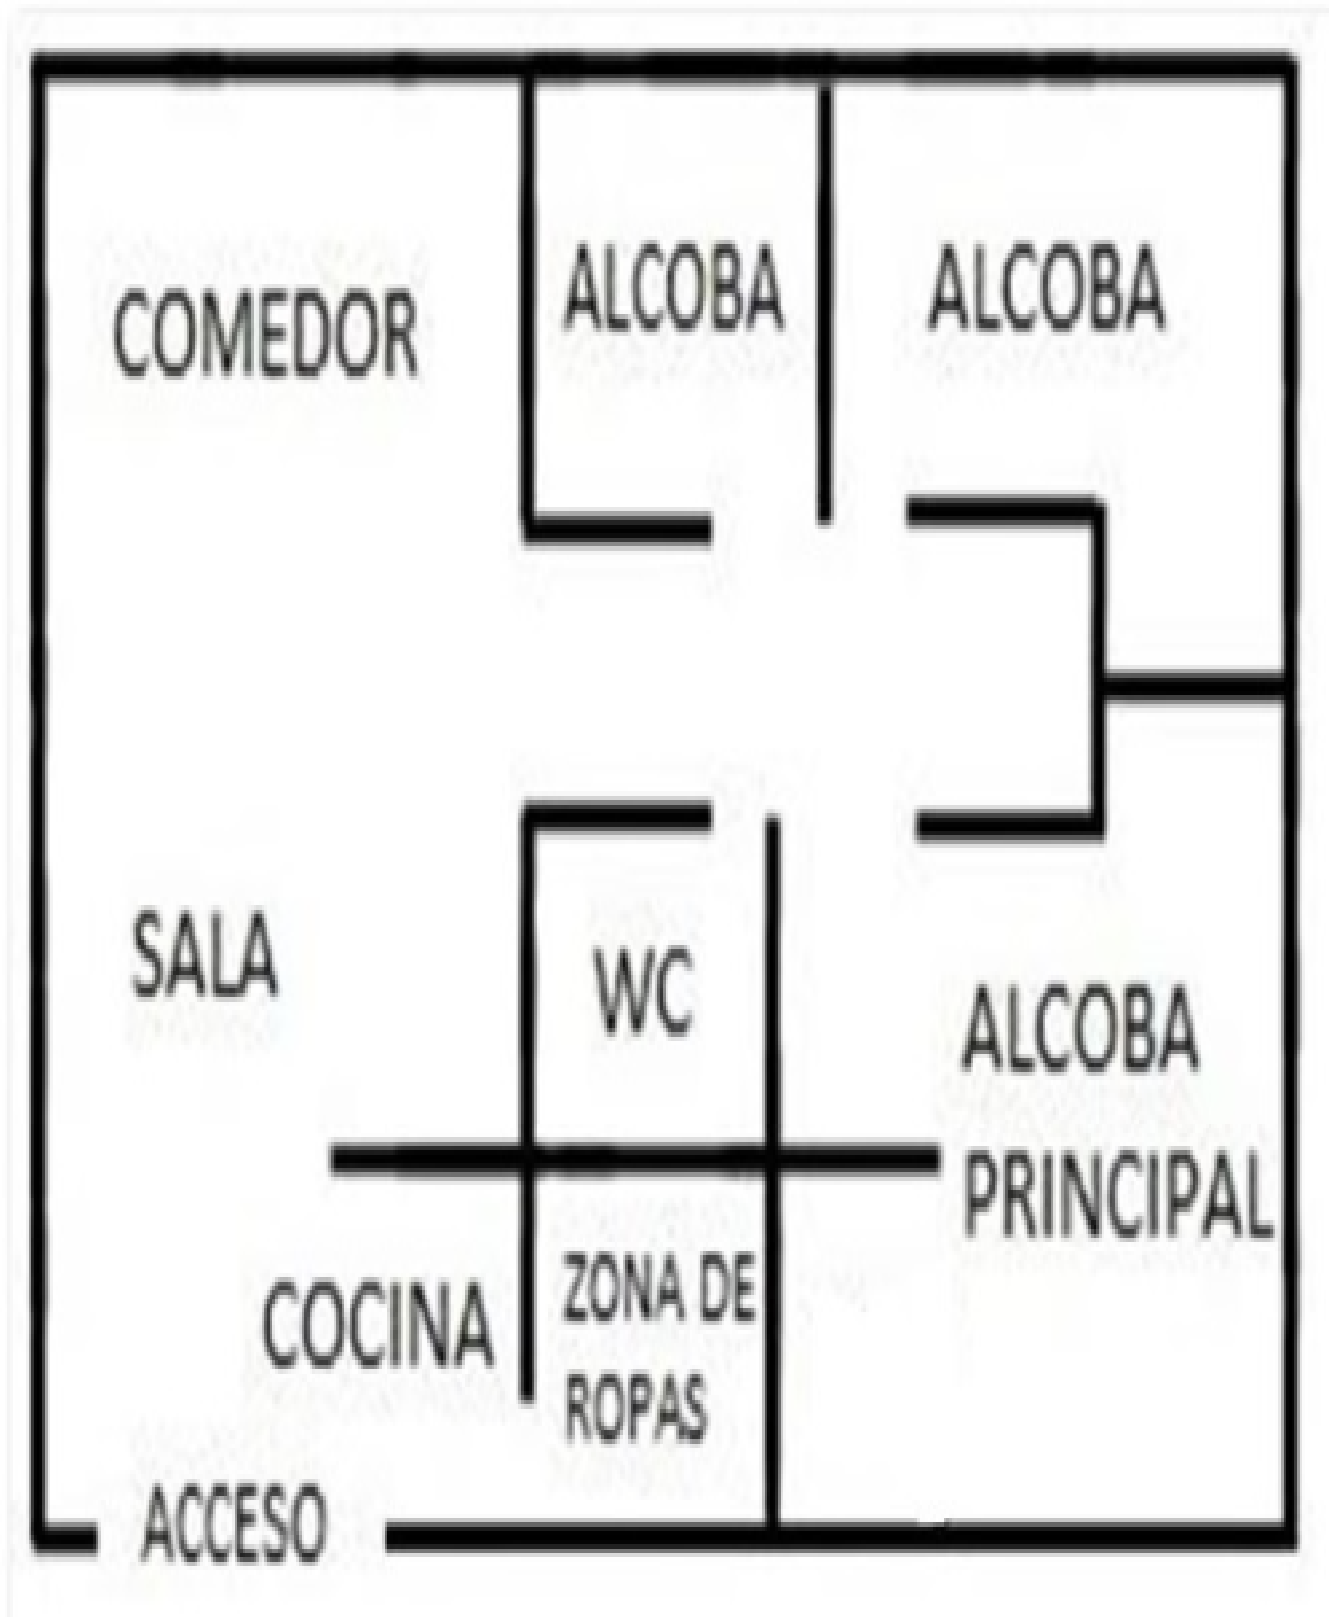 COMEDOR
ALCOBA
ALCOBA
SALA
WC
ALCOBA
PRINCIPAL
COCINA
ZONA DE
ROPAS
ACCESO